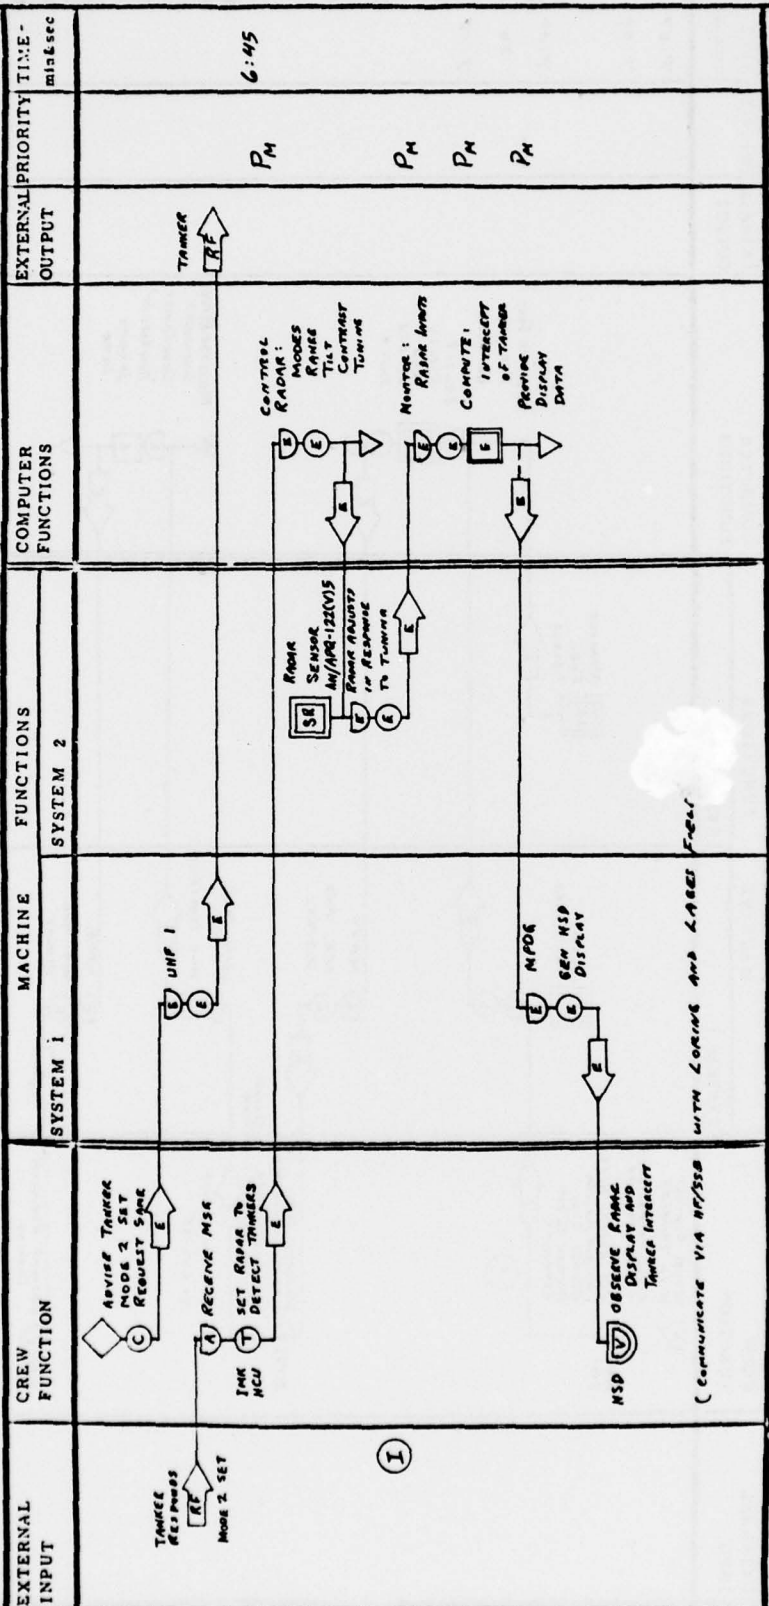 EXTERNAL
INPUT
CREW
FUNCTION
MACHINE FUNCTIONS
SYSTEM 1
SYSTEM 2
COMPUTER
FUNCTIONS
EXTERNAL
OUTPUT
PRIORITY
TIME-
min&sec
ADVISE TANKER
MODE 2 SET
REQUEST SAME
C
E
UHF 1
E
E
E
TANKER
RF
TANKER
RESPONDS
RF
MODE 2 SET
A
RECEIVE MSG
IMK
HCU
T
SET RADAR TO
DETECT TANKERS
E
CONTROL
RADAR:
MODES
RANGE
TILT
CONTRAST
TUNING
E
E
E
PM
6:45
RADAR
SENSOR
AN/APQ-122(V)5
SR
RADAR ADJUSTS
IN RESPONSE
TO TUNING
E
E
E
I
MONITOR:
RADAR INPUTS
E
E
PM
COMPUTE:
INTERCEPT
OF TANKER
E
PM
PROVIDE
DISPLAY
DATA
E
PM
MPDG
E
E
GEN HSD
DISPLAY
E
HSD
V
OBSERVE RADAR
DISPLAY AND
TANKER INTERCEPT
(COMMUNICATE VIA HF/SSB WITH LORING AND LAGES